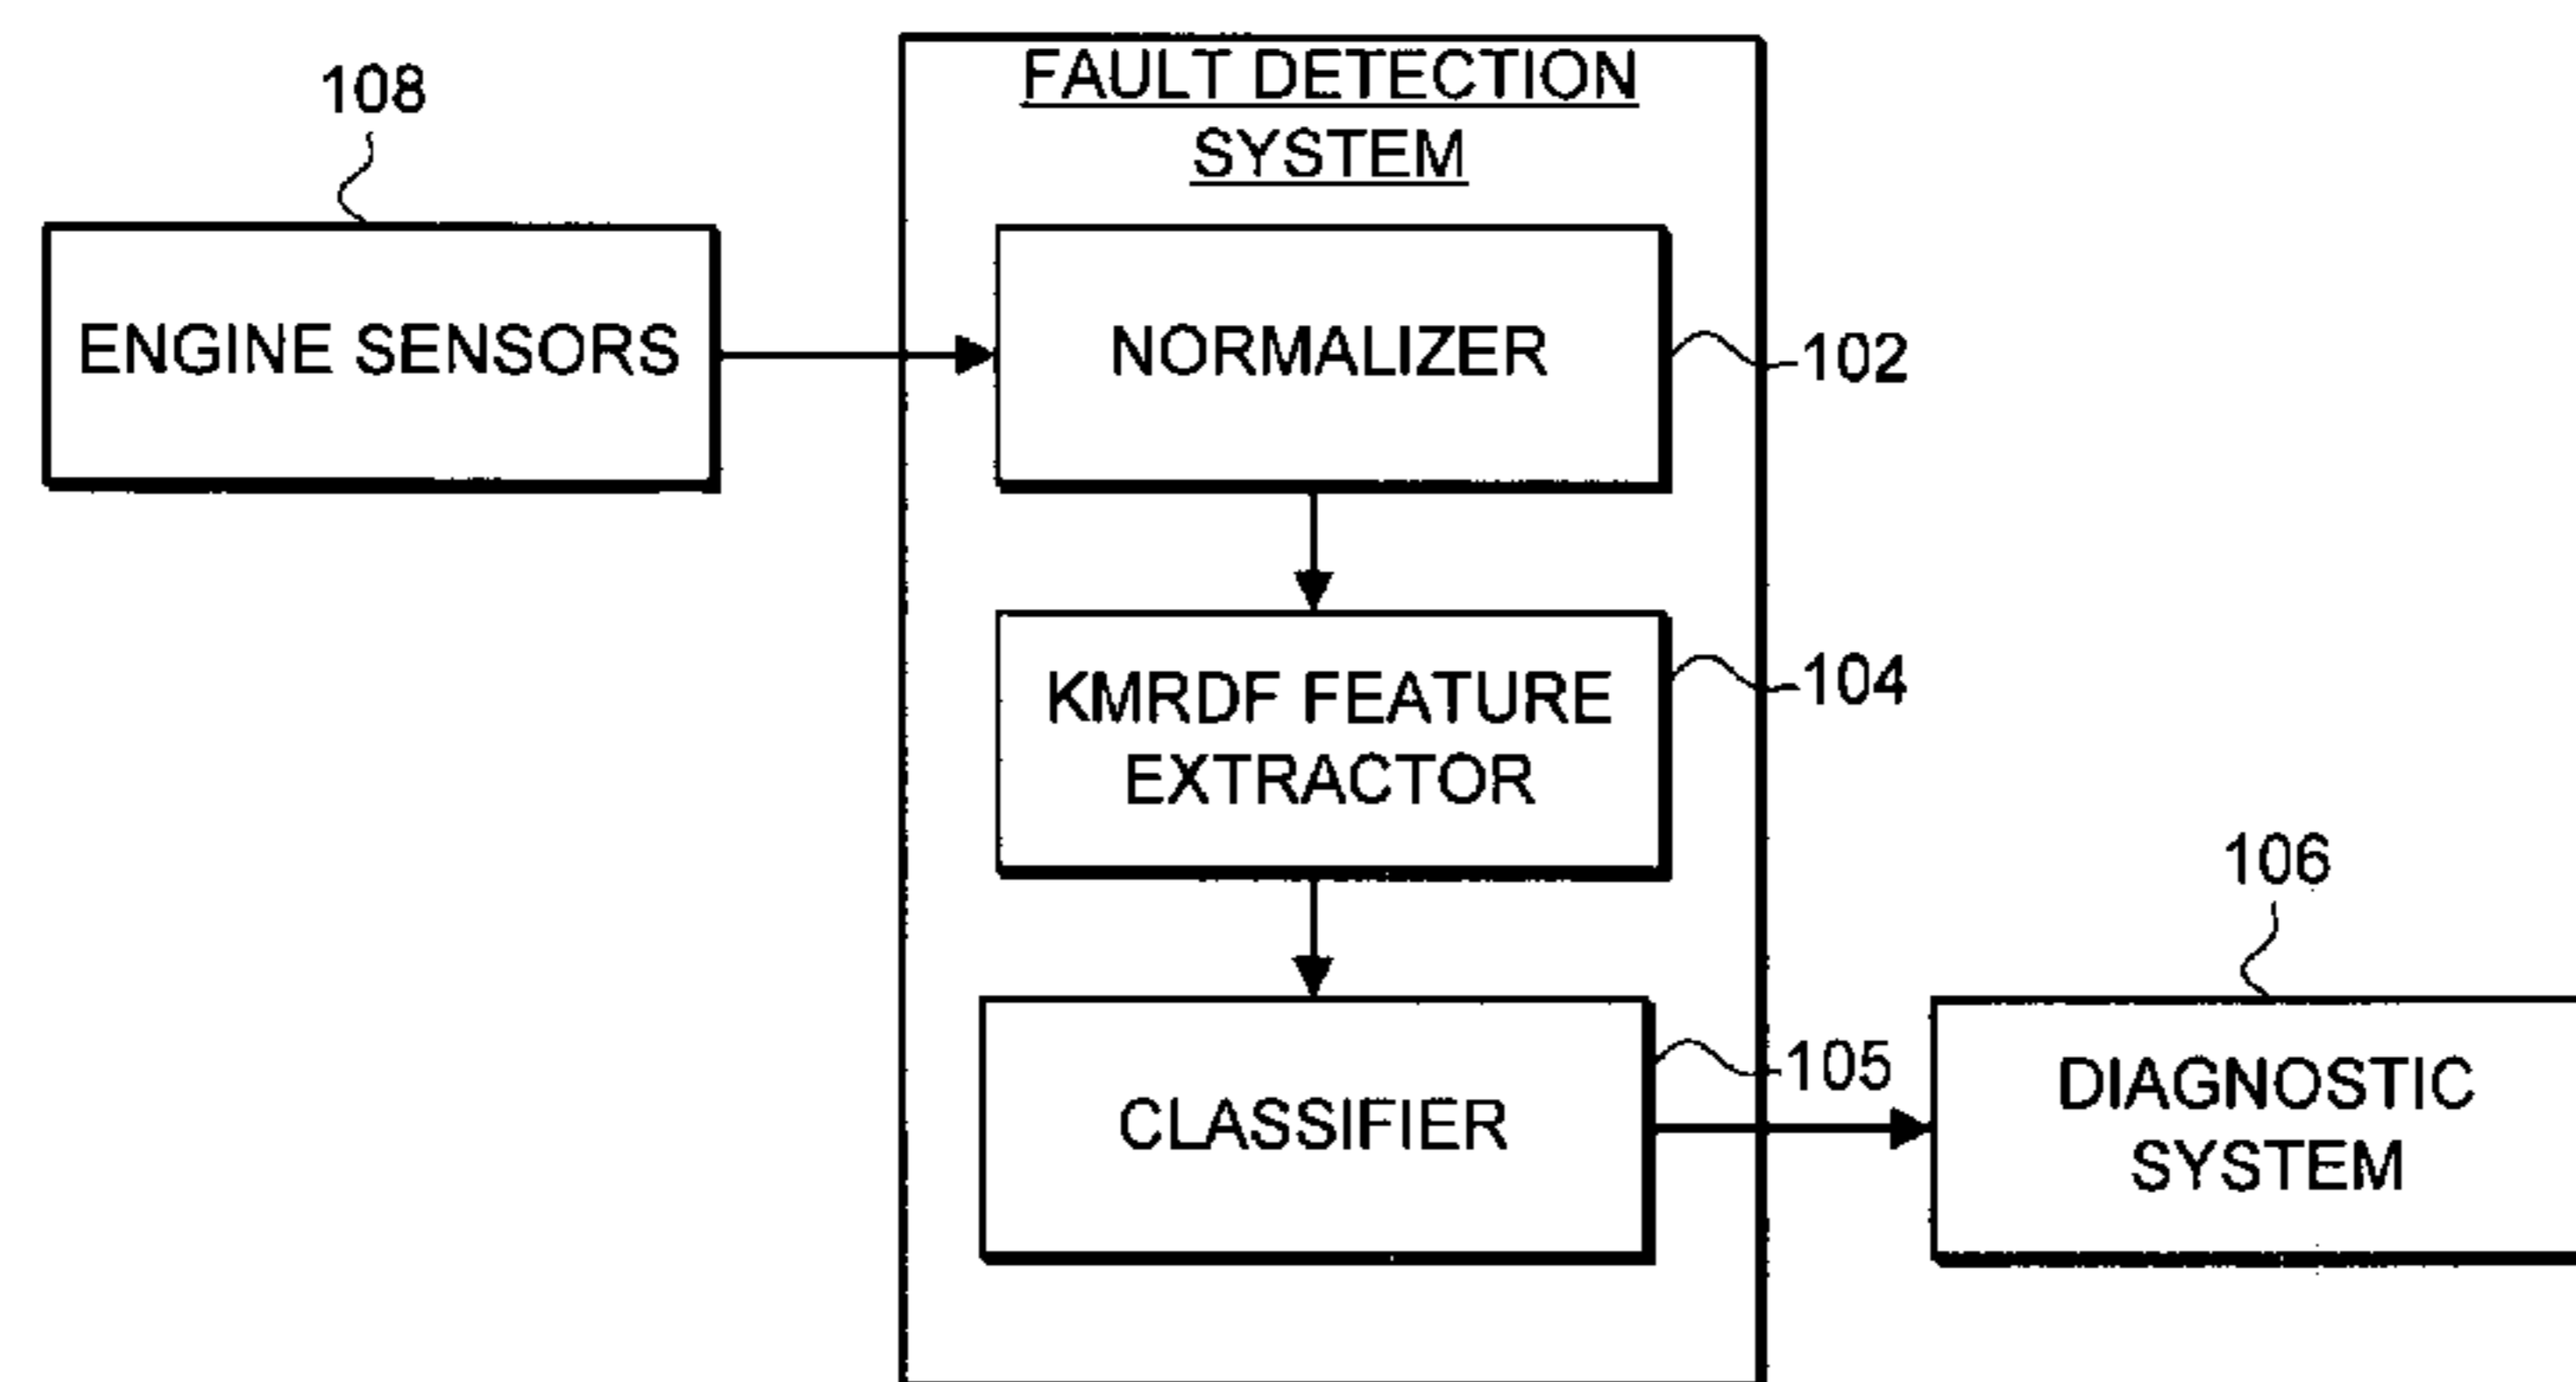 FAULT DETECTION
SYSTEM
108
ENGINE SENSORS
NORMALIZER
102
KMRDF FEATURE
EXTRACTOR
104
CLASSIFIER
105
106
DIAGNOSTIC
SYSTEM